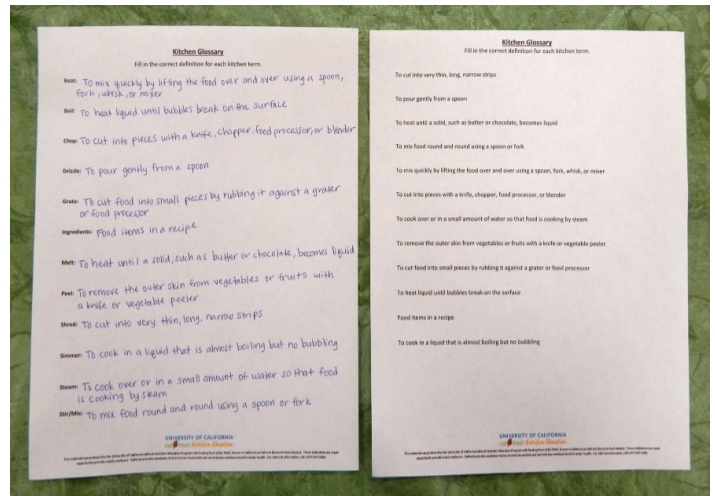 Kitchen Glossary
Fill in the correct definition for each kitchen term.
Beat: To mix quickly by lifting the food over and over using a spoon,
fork, whisk, or mixer
Boil: To heat liquid until bubbles break on the surface
Chop: To cut into pieces with a knife, chopper, food processor, or blender
Drizzle: To pour gently from a spoon
Grate: To cut food into small pieces by rubbing it against a grater
or food processor
Ingredients: Food items in a recipe
Melt: To heat until a solid, such as butter or chocolate, becomes liquid
Peel: To remove the outer skin from vegetables or fruits with
a knife or vegetable peeler
Shred: To cut into very thin, long, narrow strips
Simmer: To cook in a liquid that is almost boiling but no bubbling
Steam: To cook over or in a small amount of water so that food
is cooking by steam
Stir/Mix: To mix food round and round using a spoon or fork
UNIVERSITY OF CALIFORNIA
Kitchen Glossary
Fill in the correct definition for each kitchen term.
To cut into very thin, long, narrow strips
To pour gently from a spoon
To heat until a solid, such as butter or chocolate, becomes liquid
To mix food round and round using a spoon or fork
To mix quickly by lifting the food over and over using a spoon, fork, whisk, or mixer
To cut into pieces with a knife, chopper, food processor, or blender
To cook over or in a small amount of water so that food is cooking by steam
To remove the outer skin from vegetables or fruits with a knife or vegetable peeler
To cut food into small pieces by rubbing it against a grater or food processor
To heat liquid until bubbles break on the surface
Food items in a recipe
To cook in a liquid that is almost boiling but no bubbling
UNIVERSITY OF CALIFORNIA